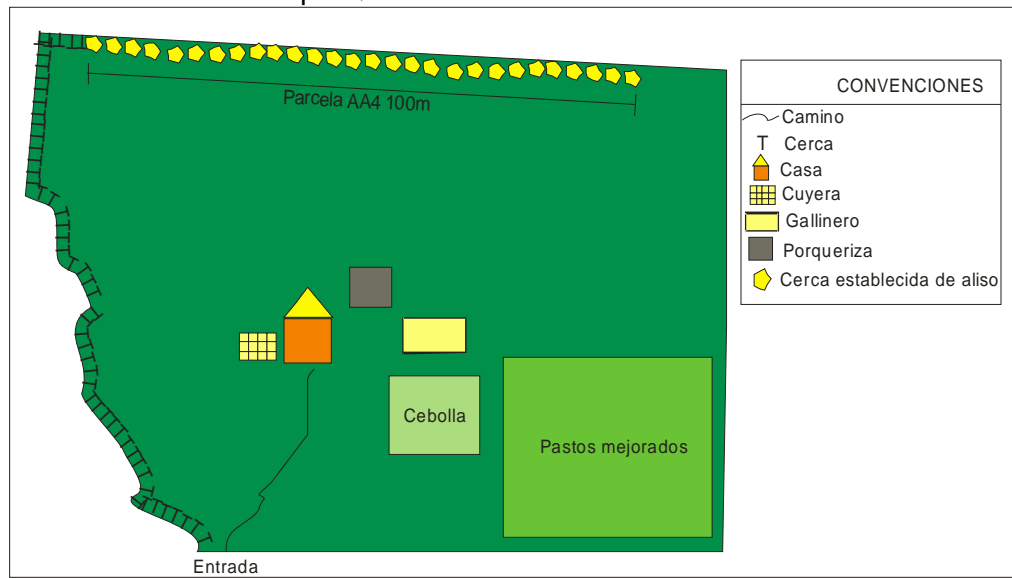 Parcela AA4 100m
CONVENCIONES
Camino
Cerca
Casa
Cuyera
Gallinero
Porqueriza
Cerca establecida de aliso
Cebolla
Pastos mejorados
Entrada